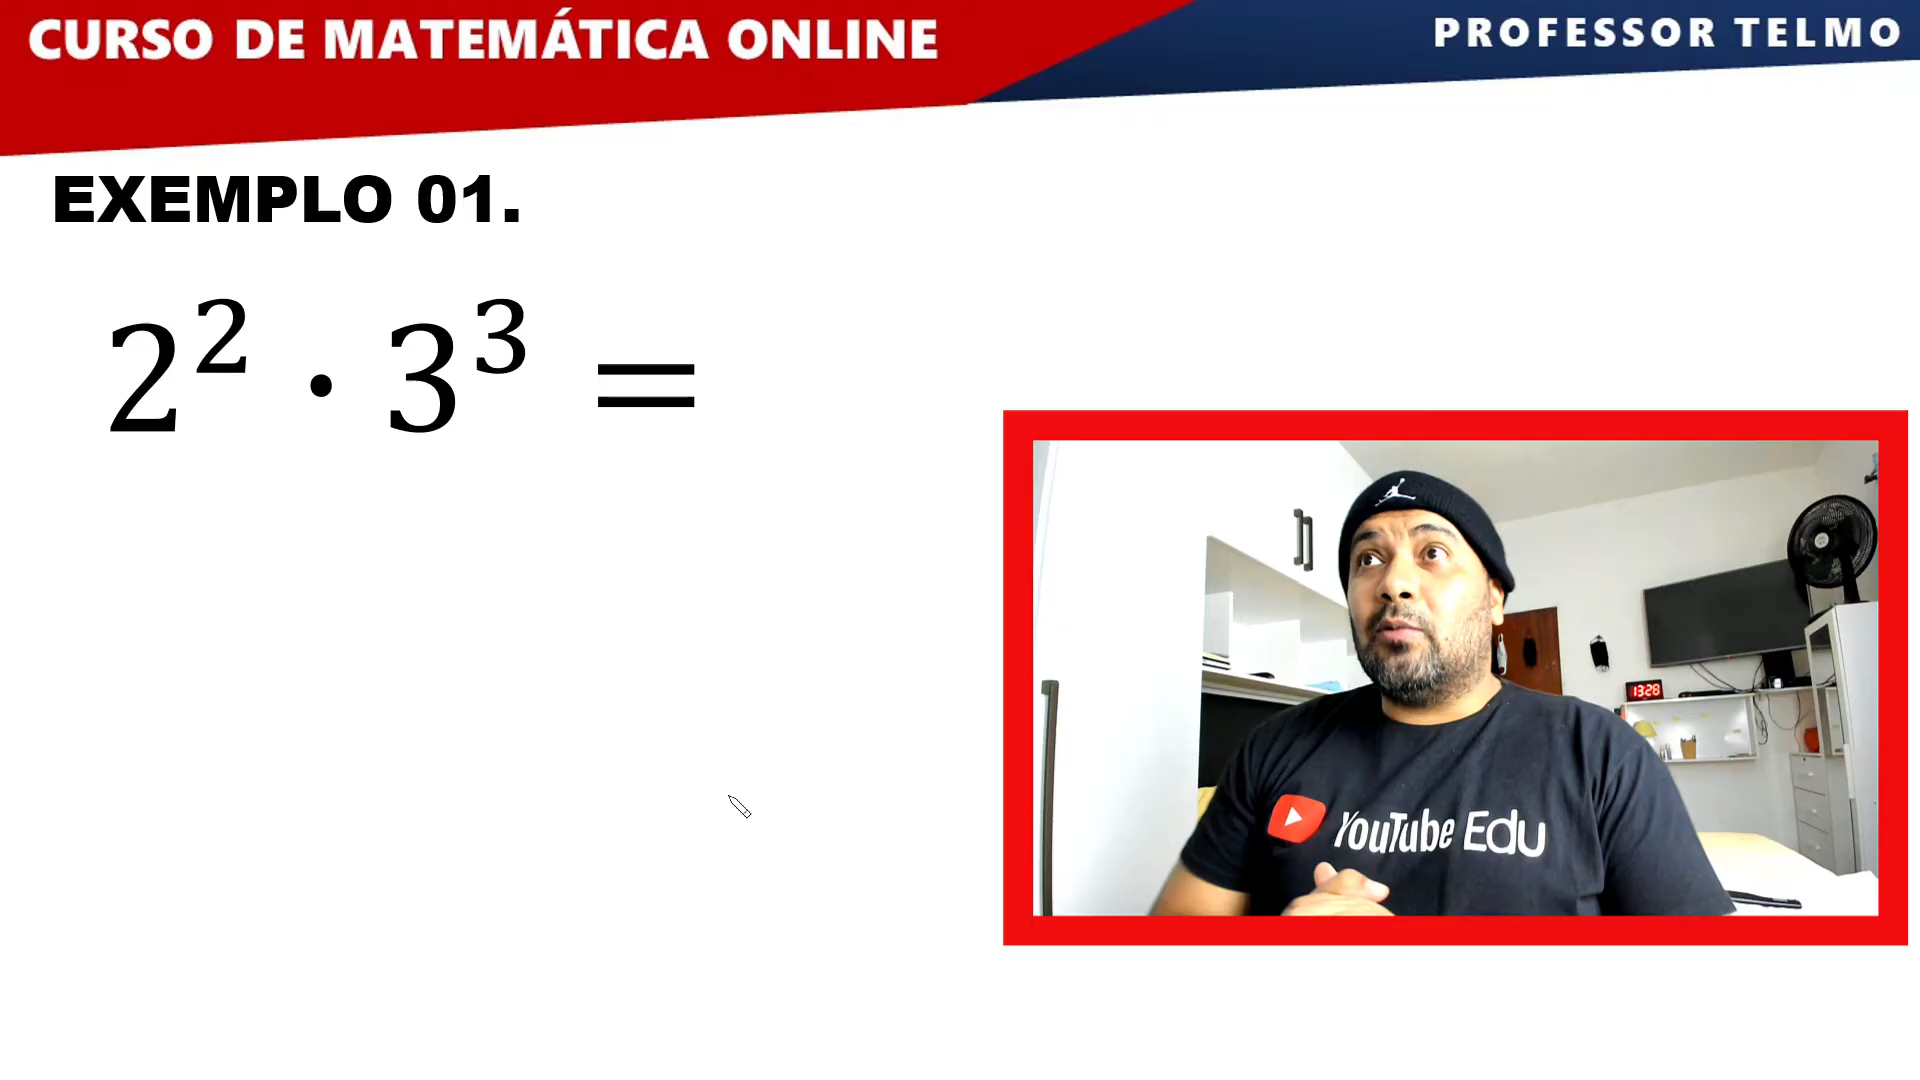 CURSO DE MATEMÁTICA ONLINE
PROFESSOR TELMO
EXEMPLO 01.
2² · 3³ =
13:28
YouTube Edu